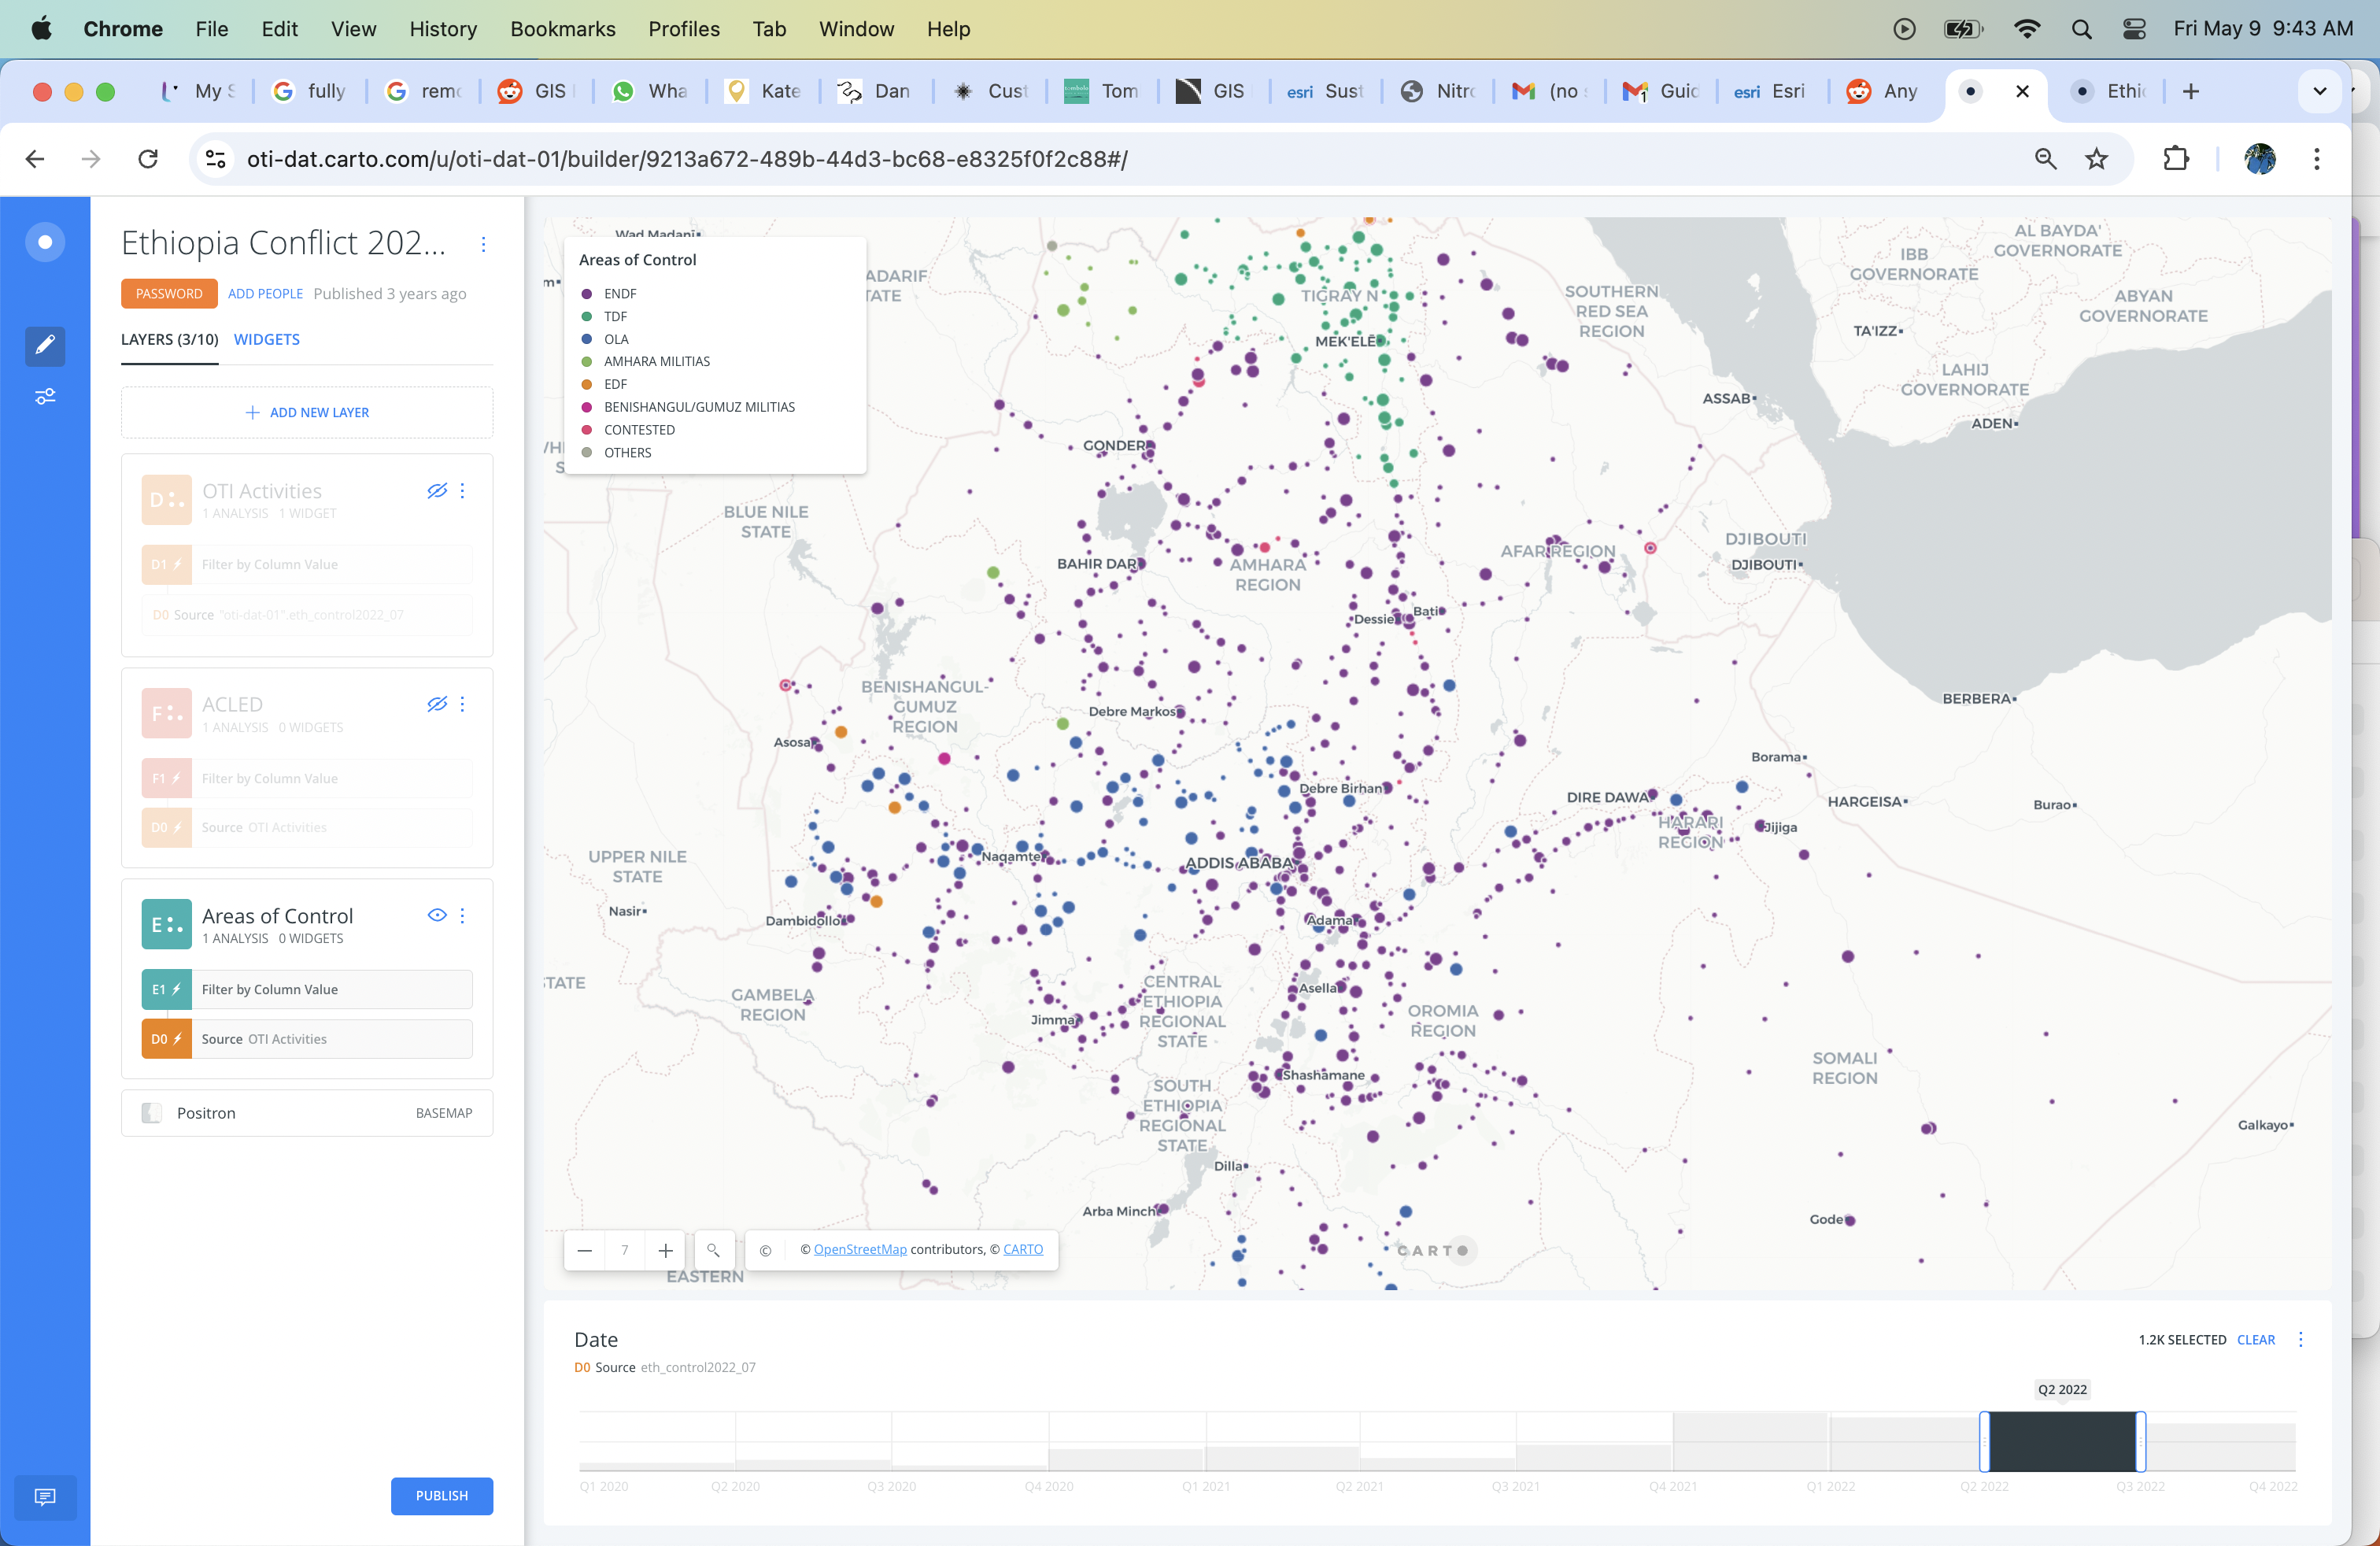 Chrome File Edit View History Bookmarks Profiles Tab Window Help
Fri May 9 9:43 AM
My S
fully
remo
GIS
Wha
Kate
Dan
Cust
Tom
GIS
esri Sust
Nitro
(no
Guid
esri Esri
Any
Ethic
oti-dat.carto.com/u/oti-dat-01/builder/9213a672-489b-44d3-bc68-e8325f0f2c88#/
Ethiopia Conflict 202...
PASSWORD ADD PEOPLE Published 3 years ago
LAYERS (3/10) WIDGETS
ADD NEW LAYER
D OTI Activities
1 ANALYSIS 1 WIDGET
D1 Filter by Column Value
D0 Source "oti-dat-01".eth_control2022_07
F ACLED
1 ANALYSIS 0 WIDGETS
F1 Filter by Column Value
D0 Source OTI Activities
E Areas of Control
1 ANALYSIS 0 WIDGETS
E1 Filter by Column Value
D0 Source OTI Activities
Positron BASEMAP
PUBLISH
Areas of Control
ENDF
TDF
OLA
AMHARA MILITIAS
EDF
BENISHANGUL/GUMUZ MILITIAS
CONTESTED
OTHERS
Wad Madani
ADARIF
TATE
TIGRAY N
MEK'ELE
SOUTHERN
RED SEA
REGION
IBB
GOVERNORATE
AL BAYDA'
GOVERNORATE
ABYAN
GOVERNORATE
TA'IZZ
LAHIJ
GOVERNORATE
ASSAB
ADEN
GONDER
BLUE NILE
STATE
BAHIR DAR
AMHARA
REGION
AFAR REGION
DJIBOUTI
DJIBOUTI
Dessie
Bati
BENISHANGUL-
GUMUZ
REGION
Debre Markos
Asosa
BERBERA
Borama
Debre Birhan
DIRE DAWA
HARGEISA
Burao
HARARI
REGION
Jijiga
UPPER NILE
STATE
Naqamte
ADDIS ABABA
Nasir
Dambidollo
Adama
STATE
GAMBELA
REGION
CENTRAL
ETHIOPIA
REGIONAL
STATE
Asella
Jimma
OROMIA
REGION
SOMALI
REGION
Shashamane
SOUTH
ETHIOPIA
REGIONAL
STATE
Galkayo
Dilla
Arba Minch
Gode
EASTERN
7
© © OpenStreetMap contributors, © CARTO
CARTO
Date
D0 Source eth_control2022_07
1.2K SELECTED CLEAR
Q2 2022
Q1 2020 Q2 2020 Q3 2020 Q4 2020 Q1 2021 Q2 2021 Q3 2021 Q4 2021 Q1 2022 Q2 2022 Q3 2022 Q4 2022